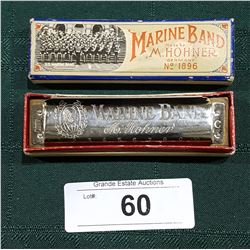 MARINE BAND
M. HOHNER
GERMANY
No 1896
MARINE BAND
M. Hohner
Grande Estate Auctions
Lot#:
60